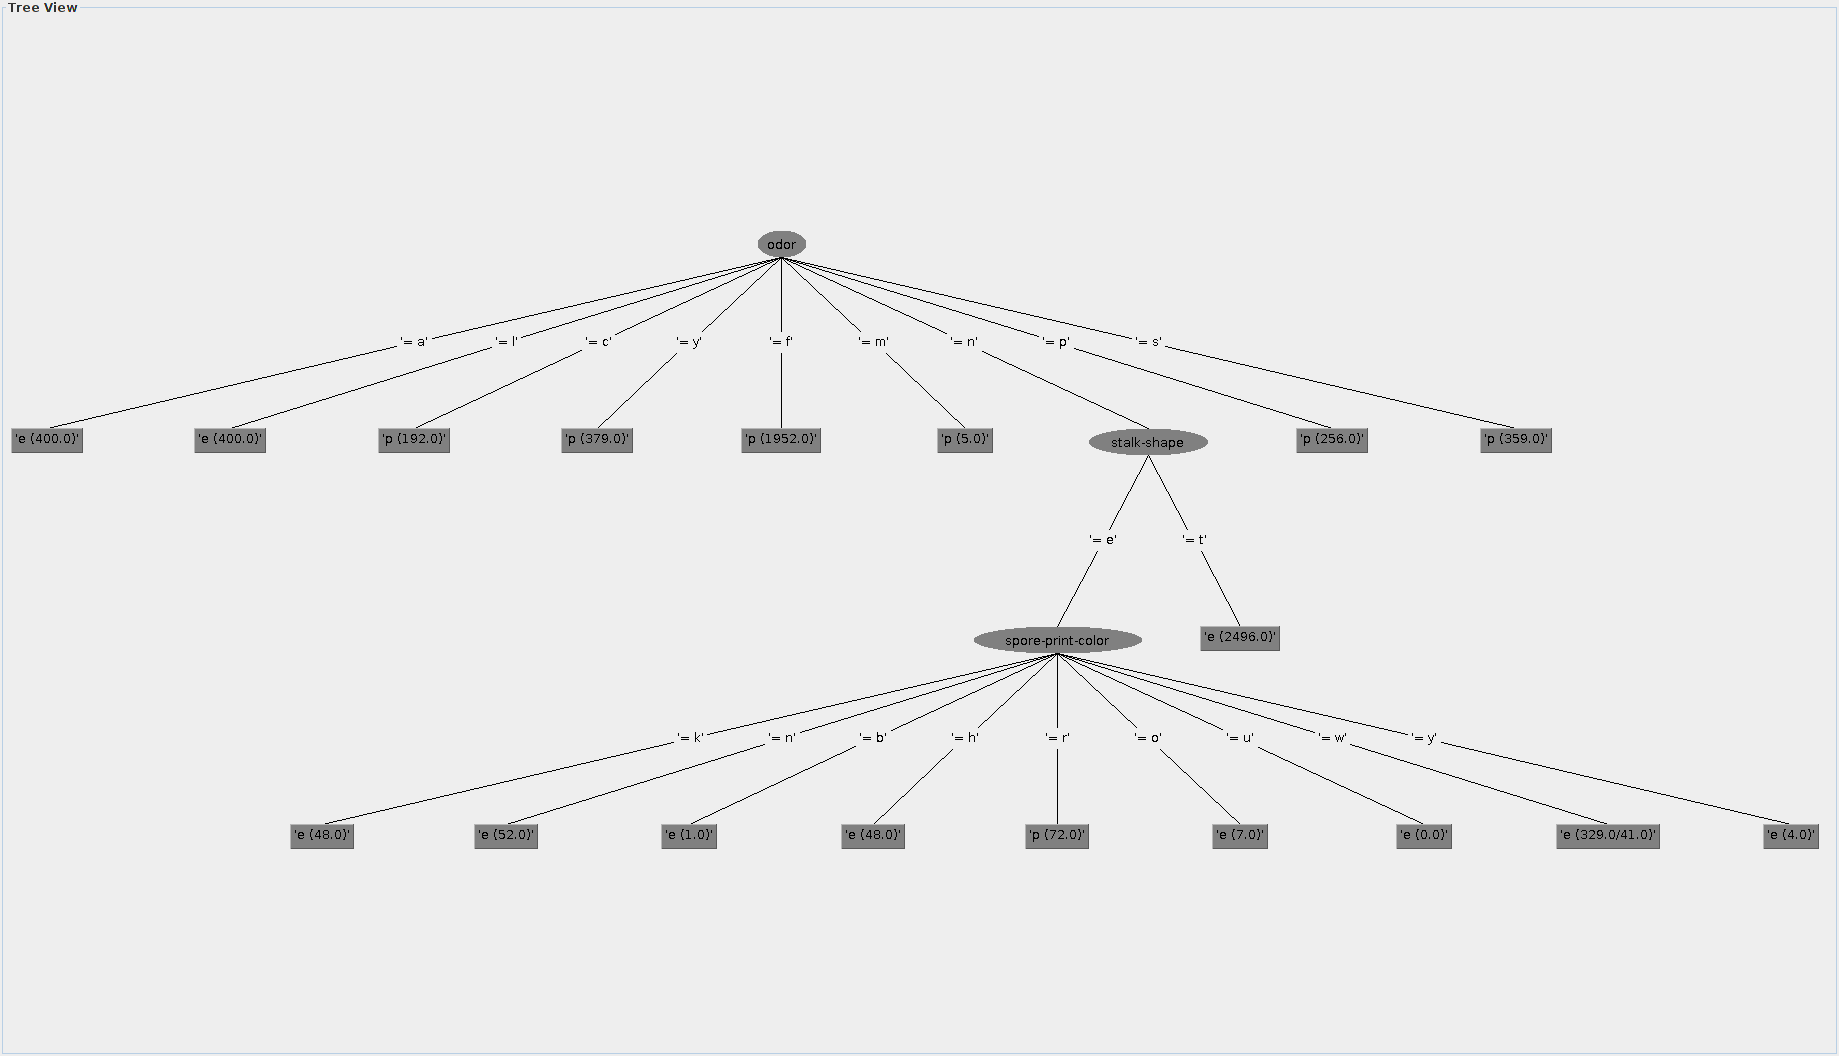 Tree View
odor
'= a' '= l' '= c' '= y' '= f' '= m' '= n' '= p' '= s'
'e (400.0)' 'e (400.0)' 'p (192.0)' 'p (379.0)' 'p (1952.0)' 'p (5.0)' stalk-shape 'p (256.0)' 'p (359.0)'
'= e' '= t'
spore-print-color 'e (2496.0)'
'= k' '= n' '= b' '= h' '= r' '= o' '= u' '= w' '= y'
'e (48.0)' 'e (52.0)' 'e (1.0)' 'e (48.0)' 'p (72.0)' 'e (7.0)' 'e (0.0)' 'e (329.0/41.0)' 'e (4.0)'